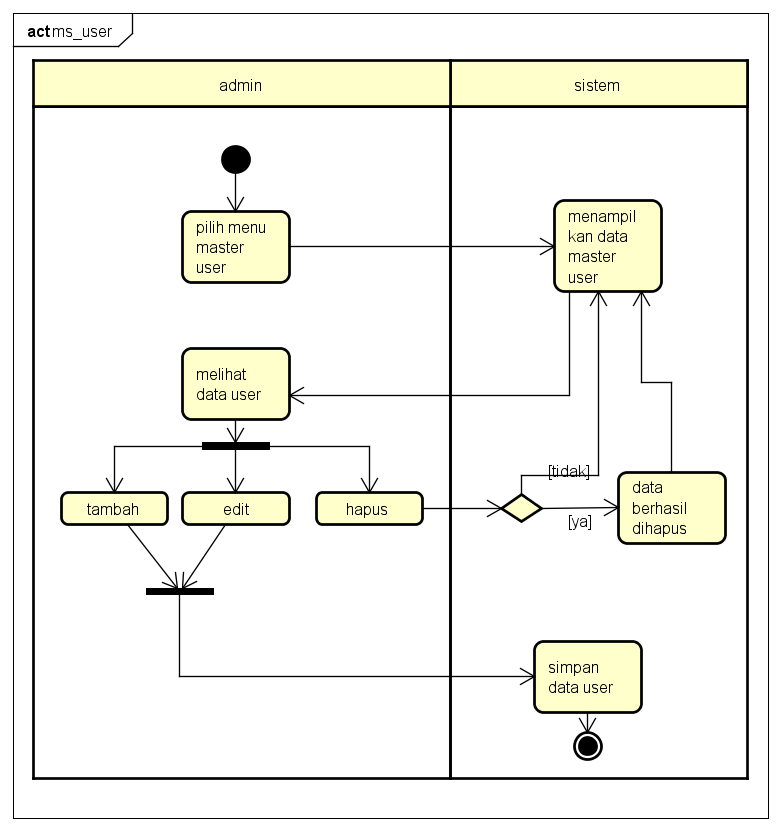 act ms_user
admin
sistem
pilih menu
master
user
menampil
kan data
master
user
melihat
data user
tambah
edit
hapus
[tidak]
[ya]
data
berhasil
dihapus
simpan
data user